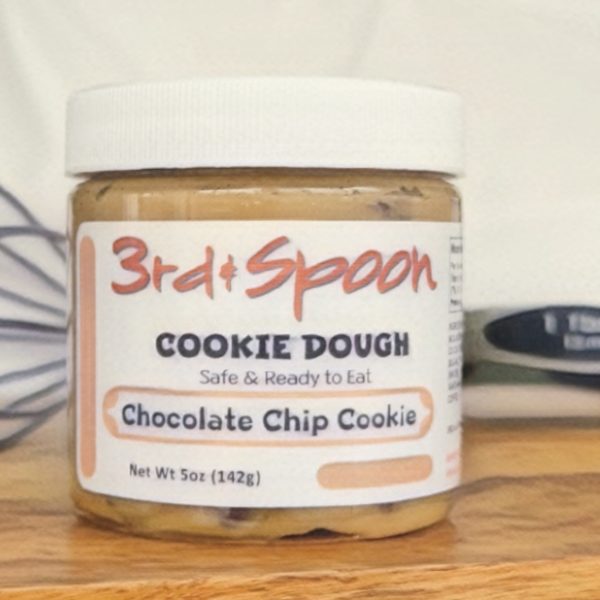 3rd & Spoon
COOKIE DOUGH
Safe & Ready to Eat
Chocolate Chip Cookie
Net Wt 5oz (142g)